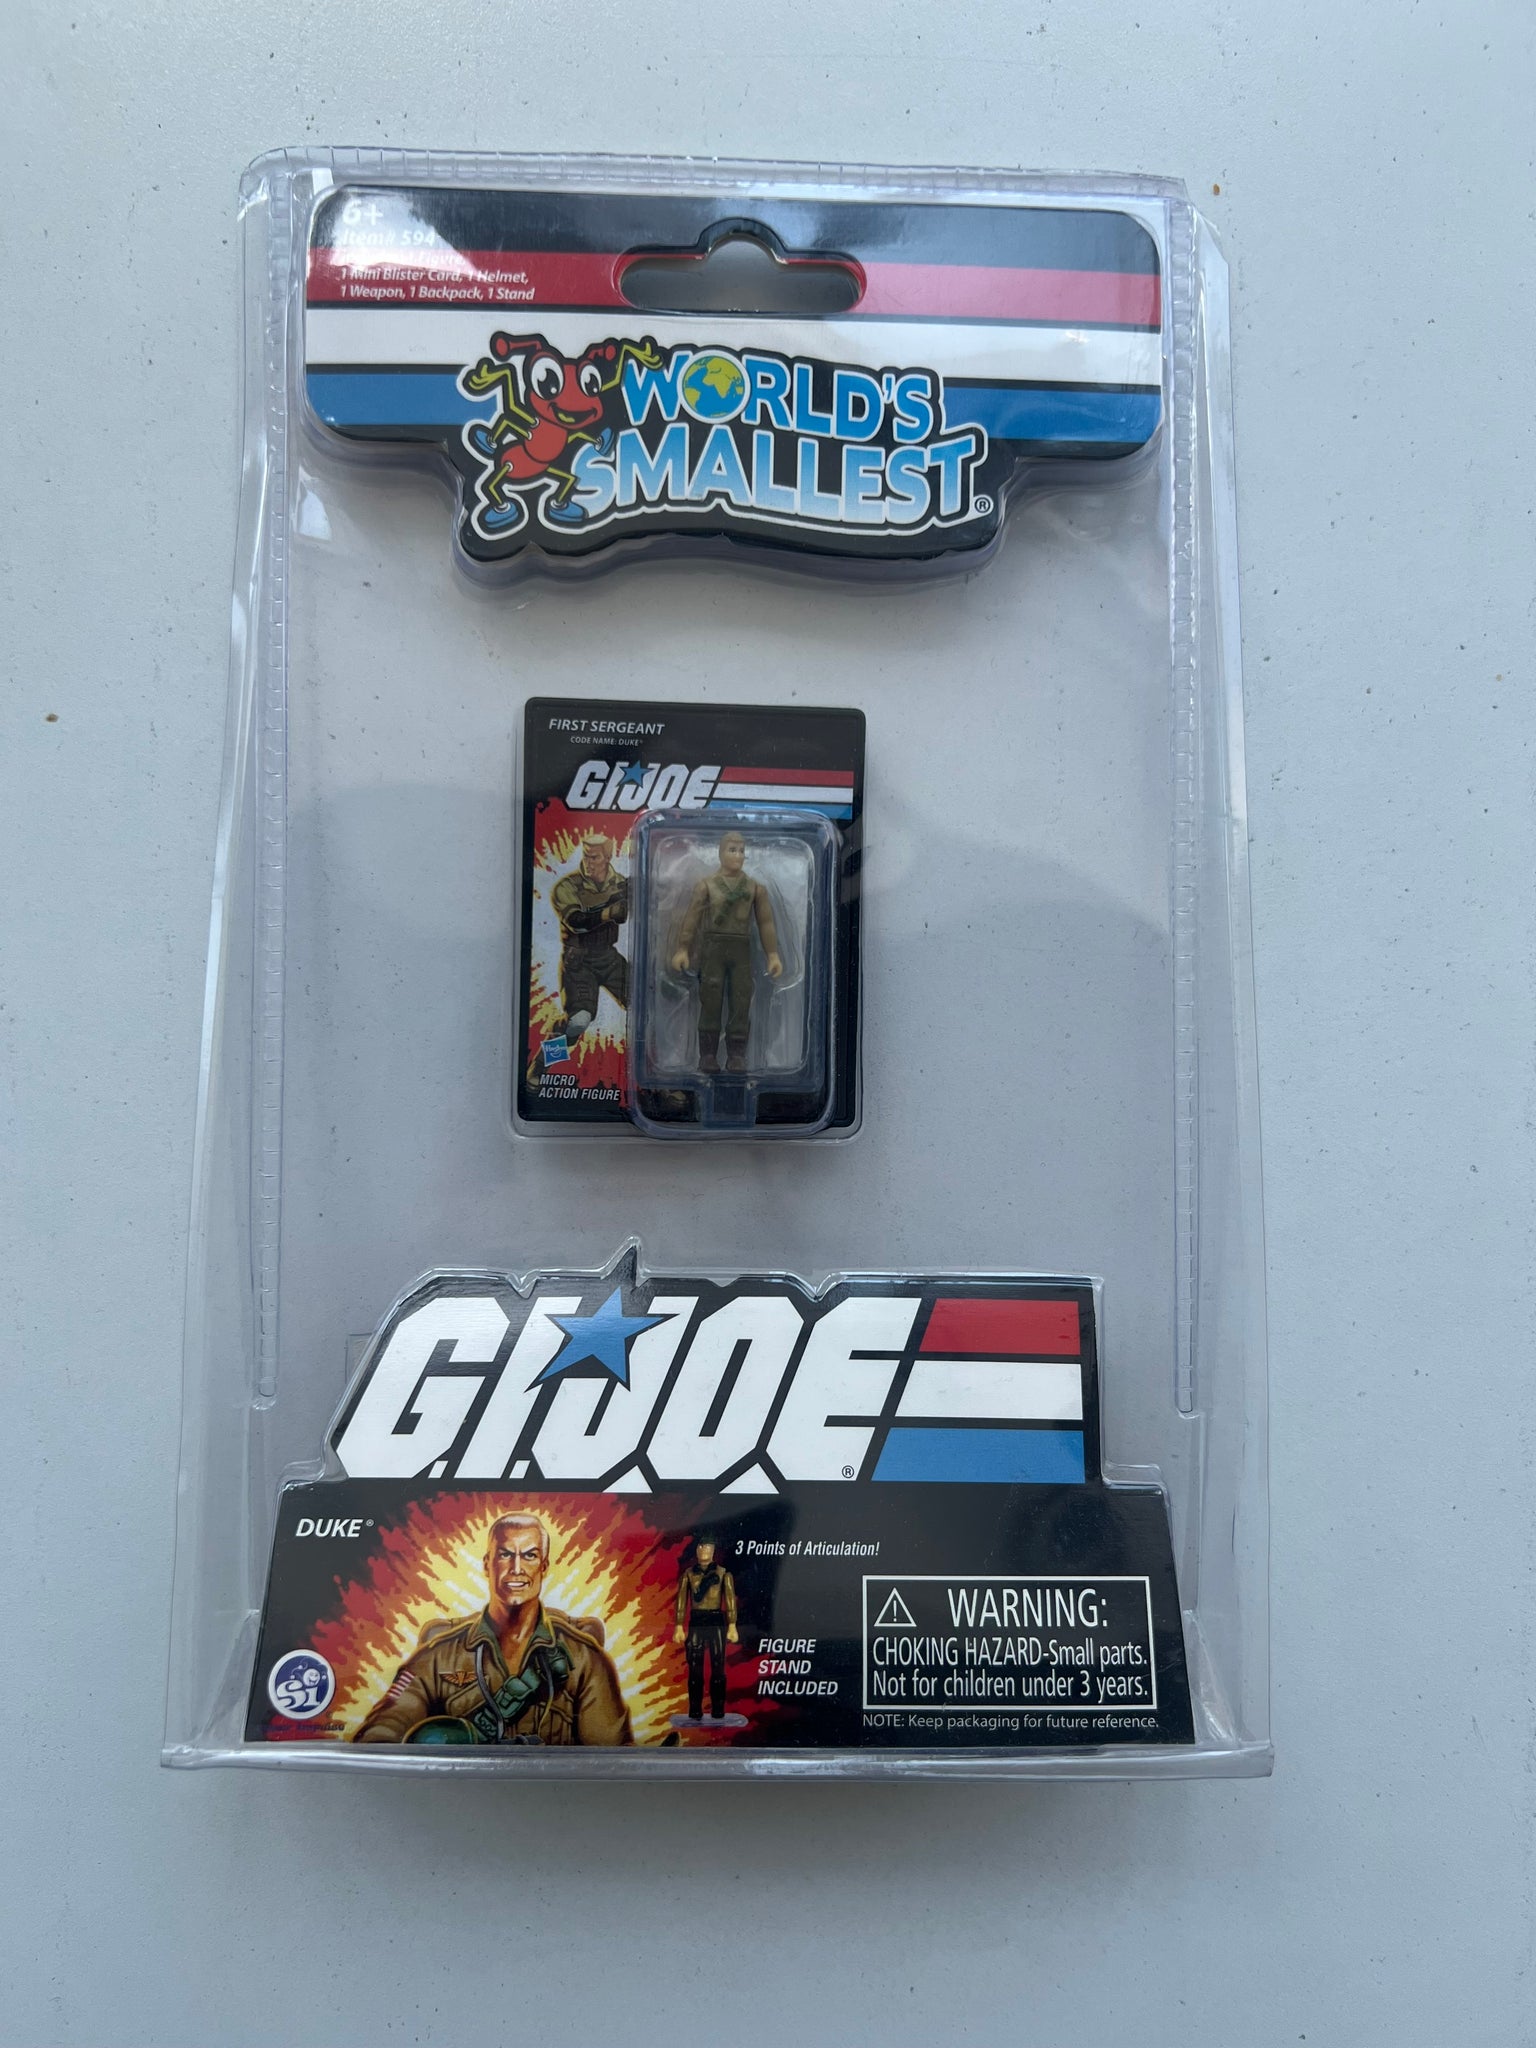 6+
Item# 594
Figure
1 Mini Blister Card, 1 Helmet,
1 Weapon, 1 Backpack, 1 Stand
WORLD'S
SMALLEST®
FIRST SERGEANT
CODE NAME: DUKE®
G.I.JOE
Hasbro
MICRO
ACTION FIGURE
G.I.JOE®
DUKE®
3 Points of Articulation!
FIGURE
STAND
INCLUDED
WARNING:
CHOKING HAZARD-Small parts.
Not for children under 3 years.
NOTE: Keep packaging for future reference.
Si